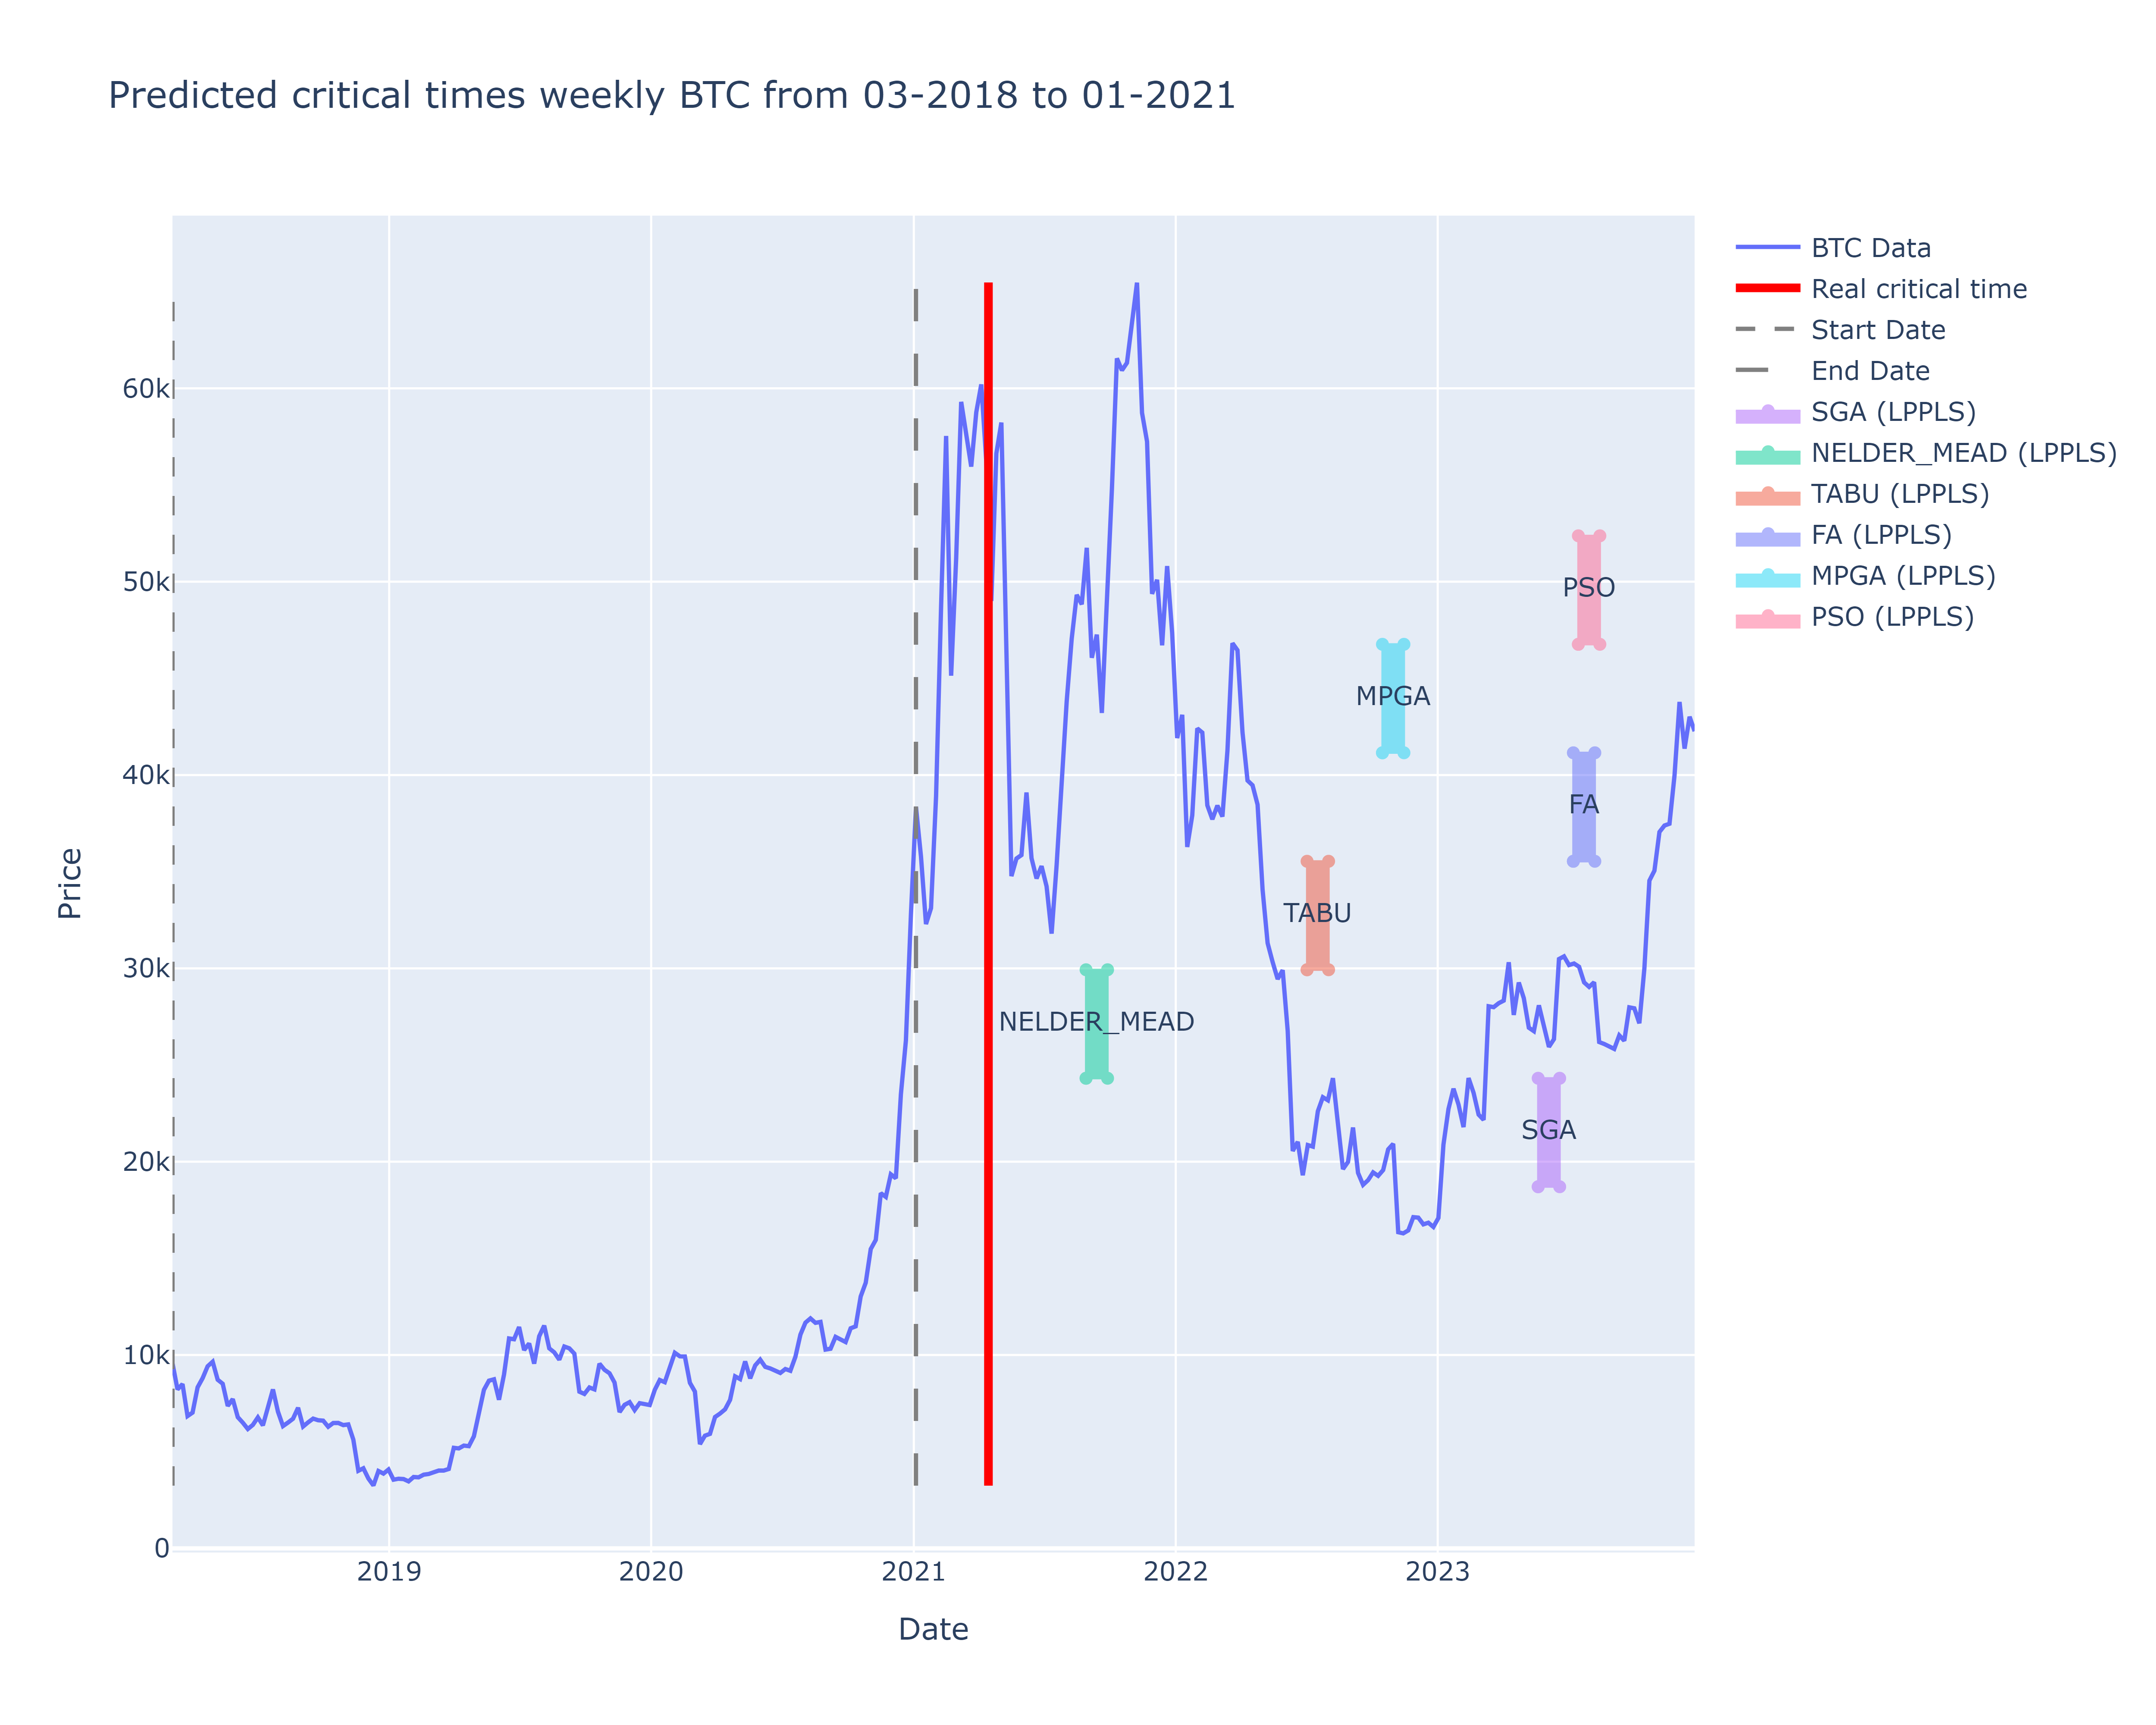 Predicted critical times weekly BTC from 03-2018 to 01-2021
BTC Data
Real critical time
Start Date
End Date
SGA (LPPLS)
NELDER_MEAD (LPPLS)
TABU (LPPLS)
FA (LPPLS)
MPGA (LPPLS)
PSO (LPPLS)
Price
60k
50k
40k
30k
20k
10k
0
PSO
MPGA
FA
TABU
NELDER_MEAD
SGA
2019
2020
2021
2022
2023
Date